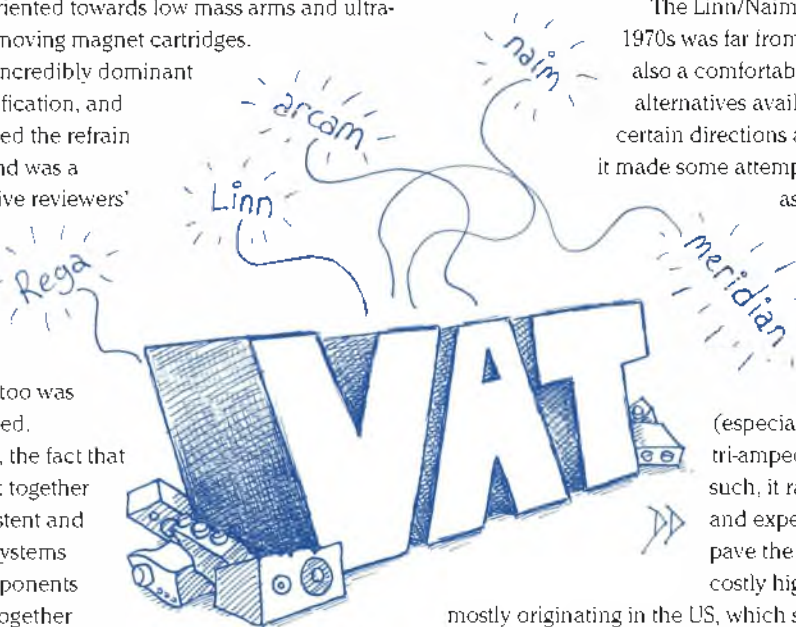 riented towards low mass arms and ultra-
moving magnet cartridges.
ncredibly dominant
fication, and
ed the refrain
nd was a
ive reviewers'
too was
ed.
, the fact that
together
stent and
ystems
ponents
ogether
Rega
Linn
arcam
naim
meridian
VAT
The Linn/Naim
1970s was far from
also a comfortab
alternatives avail
certain directions a
it made some attemp
as
(especia
tri-amped
such, it ra
and expe
pave the
costly hig
mostly originating in the US, which s